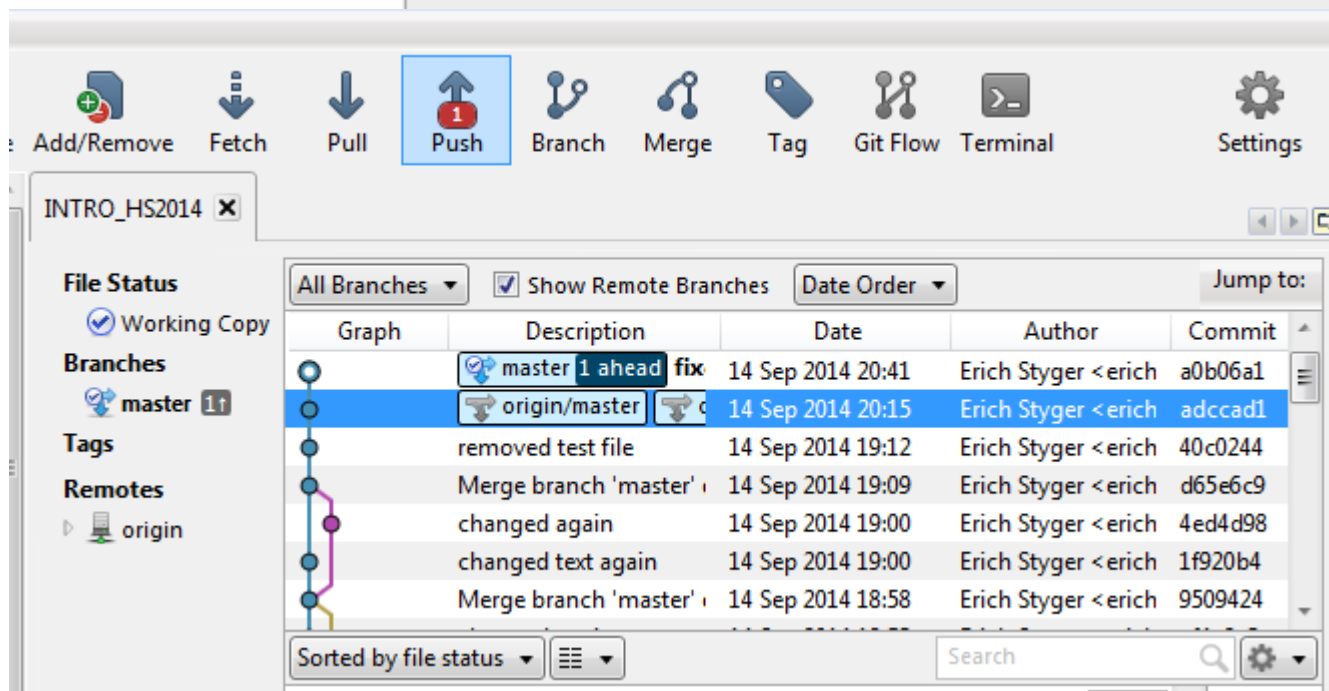 Add/Remove Fetch Pull 1 Push Branch Merge Tag Git Flow Terminal Settings
INTRO_HS2014
File Status
Working Copy
Branches
master 1↑
Tags
Remotes
origin
All Branches Show Remote Branches Date Order Jump to:
Graph Description Date Author Commit
master 1 ahead fix 14 Sep 2014 20:41 Erich Styger <erich a0b06a1
origin/master 14 Sep 2014 20:15 Erich Styger <erich adccad1
removed test file 14 Sep 2014 19:12 Erich Styger <erich 40c0244
Merge branch 'master' 14 Sep 2014 19:09 Erich Styger <erich d65e6c9
changed again 14 Sep 2014 19:00 Erich Styger <erich 4ed4d98
changed text again 14 Sep 2014 19:00 Erich Styger <erich 1f920b4
Merge branch 'master' 14 Sep 2014 18:58 Erich Styger <erich 9509424
Sorted by file status Search